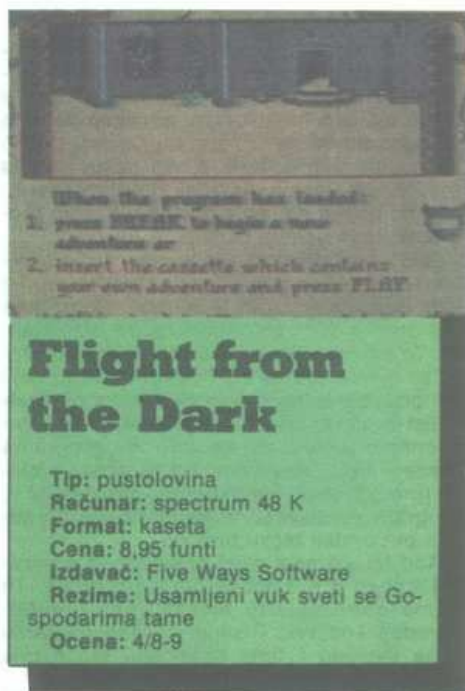 When the program has loaded:
1. press BREAK to begin a new
adventure or
2. insert the cassette which contains
your own adventure and press PLAY
Flight from
the Dark
Tip: pustolovina
Računar: spectrum 48 K
Format: kaseta
Cena: 8,95 funti
Izdavač: Five Ways Software
Rezime: Usamljeni vuk sveti se Go-
spodarima tame
Ocena: 4/8-9